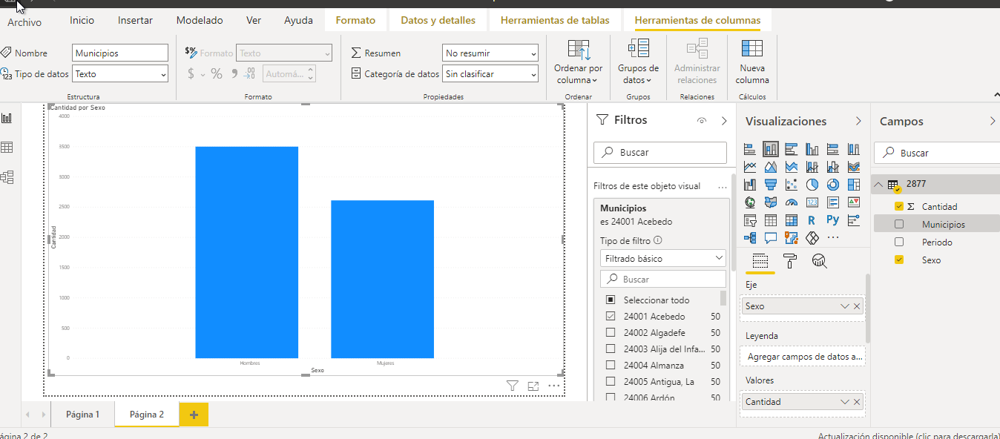 Archivo
Inicio
Insertar
Modelado
Ver
Ayuda
Formato
Datos y detalles
Herramientas de tablas
Herramientas de columnas
Nombre
Municipios
Tipo de datos
Texto
Estructura
Formato
Texto
$ % 9
Automá...
Formato
Resumen
No resumir
Categoría de datos
Sin clasificar
Propiedades
Ordenar por
columna
Ordenar
Grupos de
datos
Grupos
Administrar
relaciones
Relaciones
Nueva
columna
Cálculos
Cantidad por Sexo
4000
3500
3000
2500
2000
1500
1000
500
0
Cantidad
Hombres
Mujeres
Sexo
Filtros
Buscar
Filtros de este objeto visual
Municipios
es 24001 Acebedo
Tipo de filtro
Filtrado básico
Buscar
Seleccionar todo
24001 Acebedo 50
24002 Algadefe 50
24003 Alija del Infa... 50
24004 Almanza 50
24005 Antigua, La 50
24006 Ardón 50
Visualizaciones
123
R
Py
Eje
Sexo
Leyenda
Agregar campos de datos a...
Valores
Cantidad
Campos
Buscar
2877
Σ Cantidad
Municipios
Periodo
Sexo
Página 1
Página 2
+
ágina 2 de 2
Actualización disponible (clic para descargarla)